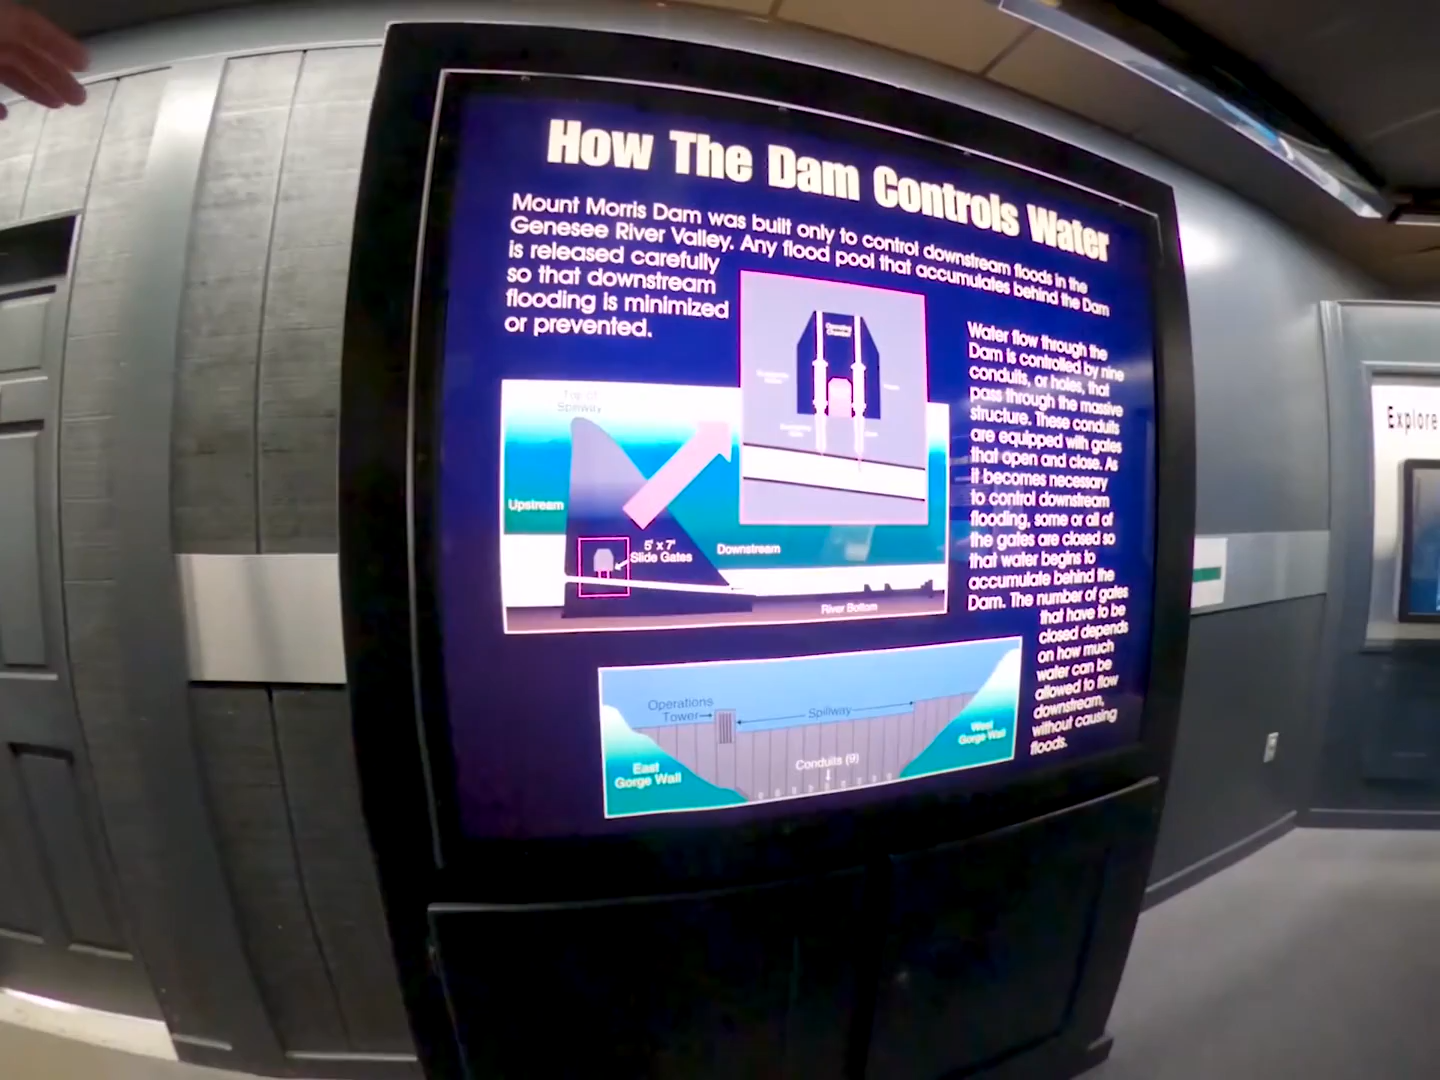 How The Dam Controls Water
Mount Morris Dam was built only to control downstream floods in the
Genesee River Valley. Any flood pool that accumulates behind the Dam
is released carefully
so that downstream
flooding is minimized
or prevented.
Water flow through the
Dam is controlled by nine
conduits, or holes, that
pass through the massive
structure. These conduits
are equipped with gates
that open and close. As
it becomes necessary
to control downstream
flooding, some or all of
the gates are closed so
that water begins to
accumulate behind the
Dam. The number of gates
that have to be
closed depends
on how much
water can be
allowed to flow
downstream,
without causing
floods.
Operating
Chamber
Top of
Spillway
Upstream
5' x 7'
Slide Gates
Downstream
River Bottom
Operations
Tower
Spillway
West
Gorge Wall
East
Gorge Wall
Conduits (9)
Explore